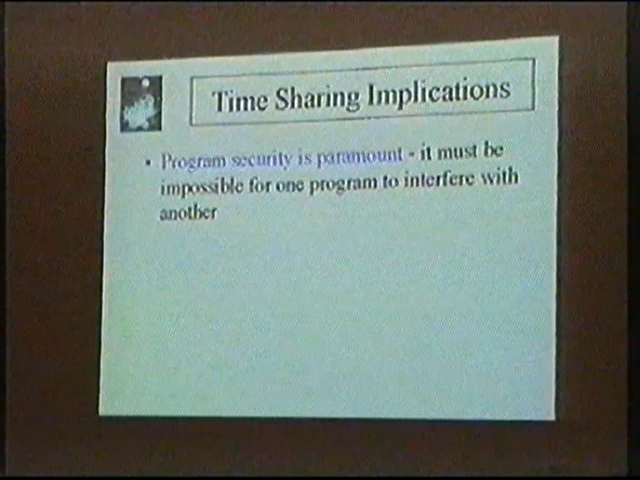 Time Sharing Implications
• Program security is paramount - it must be
impossible for one program to interfere with
another